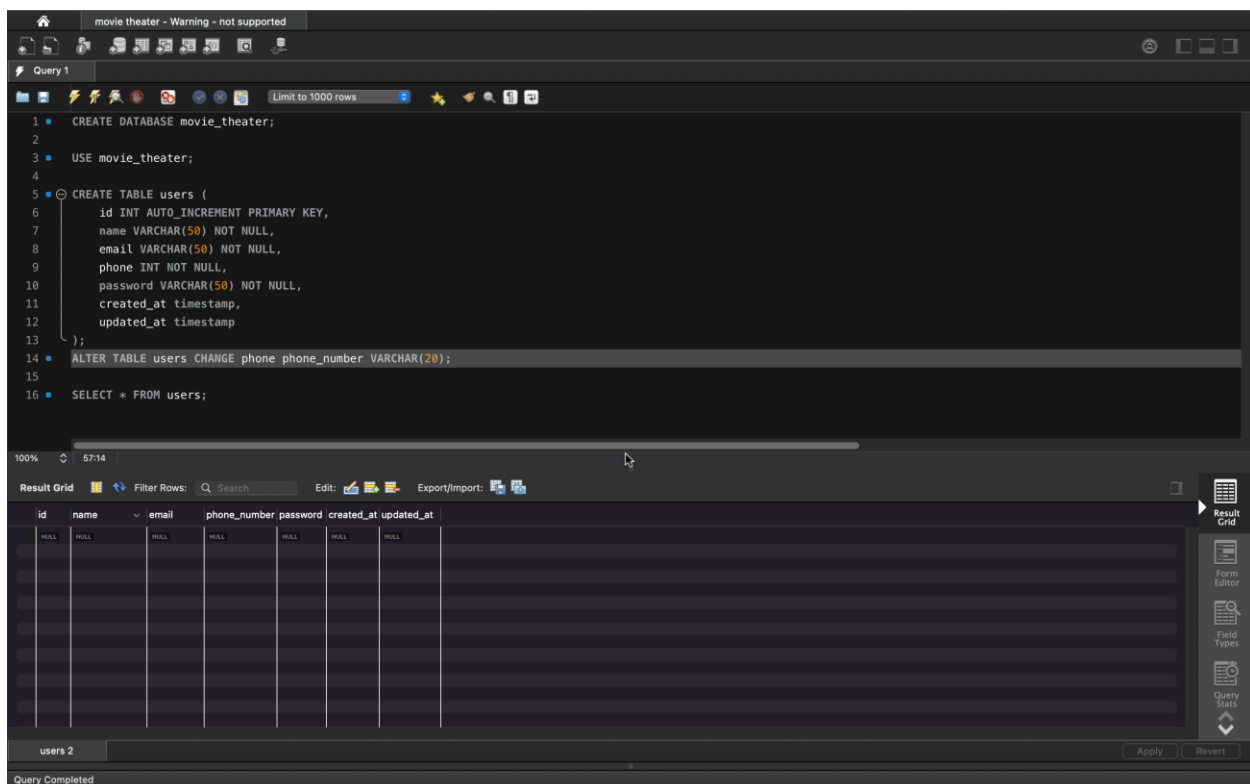 movie theater - Warning - not supported
Query 1
Limit to 1000 rows
1 CREATE DATABASE movie_theater;
2
3 USE movie_theater;
4
5 CREATE TABLE users (
6 id INT AUTO_INCREMENT PRIMARY KEY,
7 name VARCHAR(50) NOT NULL,
8 email VARCHAR(50) NOT NULL,
9 phone INT NOT NULL,
10 password VARCHAR(50) NOT NULL,
11 created_at timestamp,
12 updated_at timestamp
13 );
14 ALTER TABLE users CHANGE phone phone_number VARCHAR(20);
15
16 SELECT * FROM users;
100% 57:14
Result Grid Filter Rows: Search Edit: Export/Import:
id name email phone_number password created_at updated_at
NULL NULL NULL NULL NULL NULL NULL
Result
Grid
Form
Editor
Field
Types
Query
Stats
users 2 Apply Revert
Query Completed